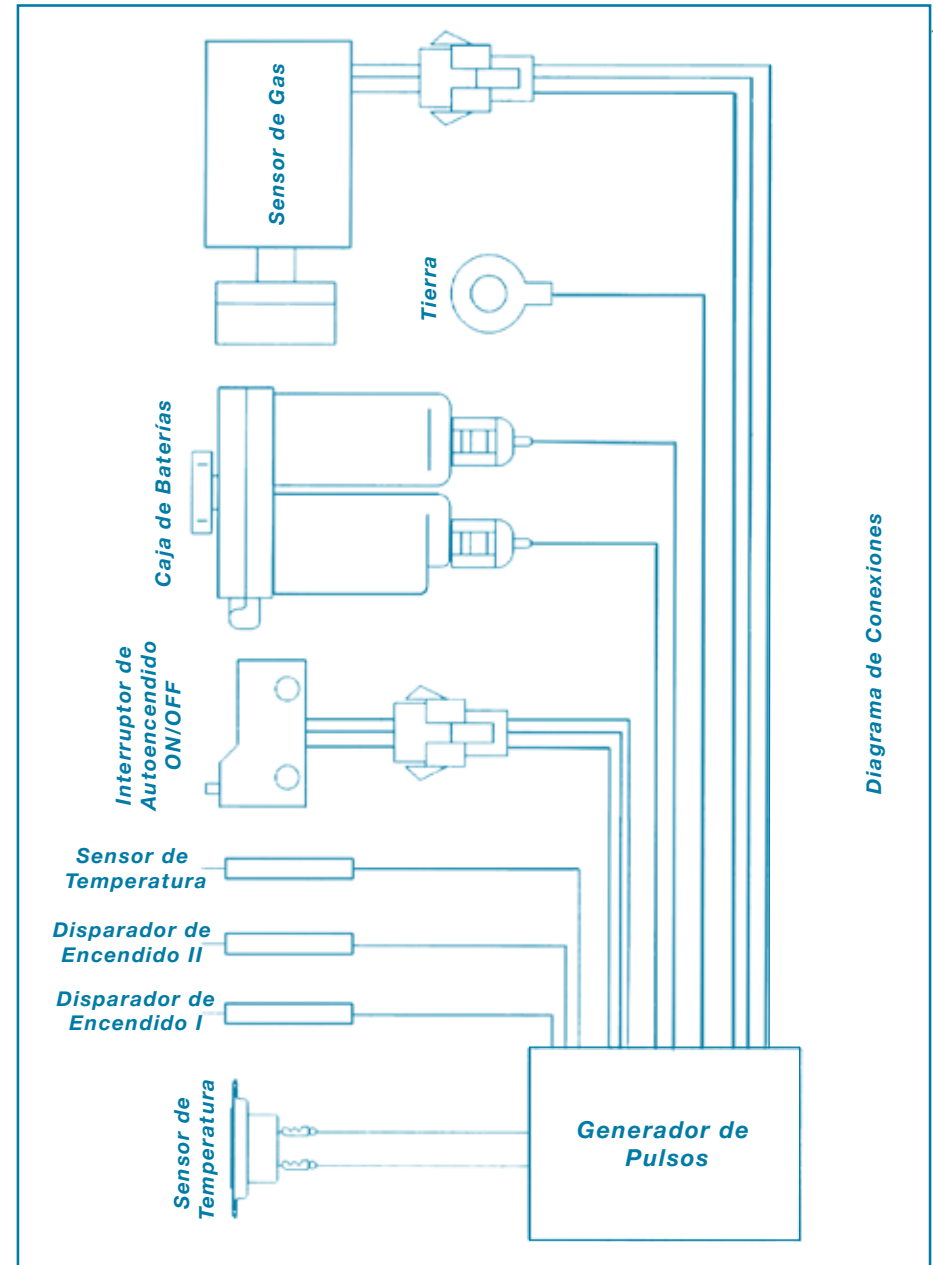 Sensor de Gas
Tierra
Caja de Baterías
Interruptor de
Autoencendido
ON/OFF
Sensor de
Temperatura
Disparador de
Encendido II
Disparador de
Encendido I
Sensor de
Temperatura
Generador de
Pulsos
Diagrama de Conexiones